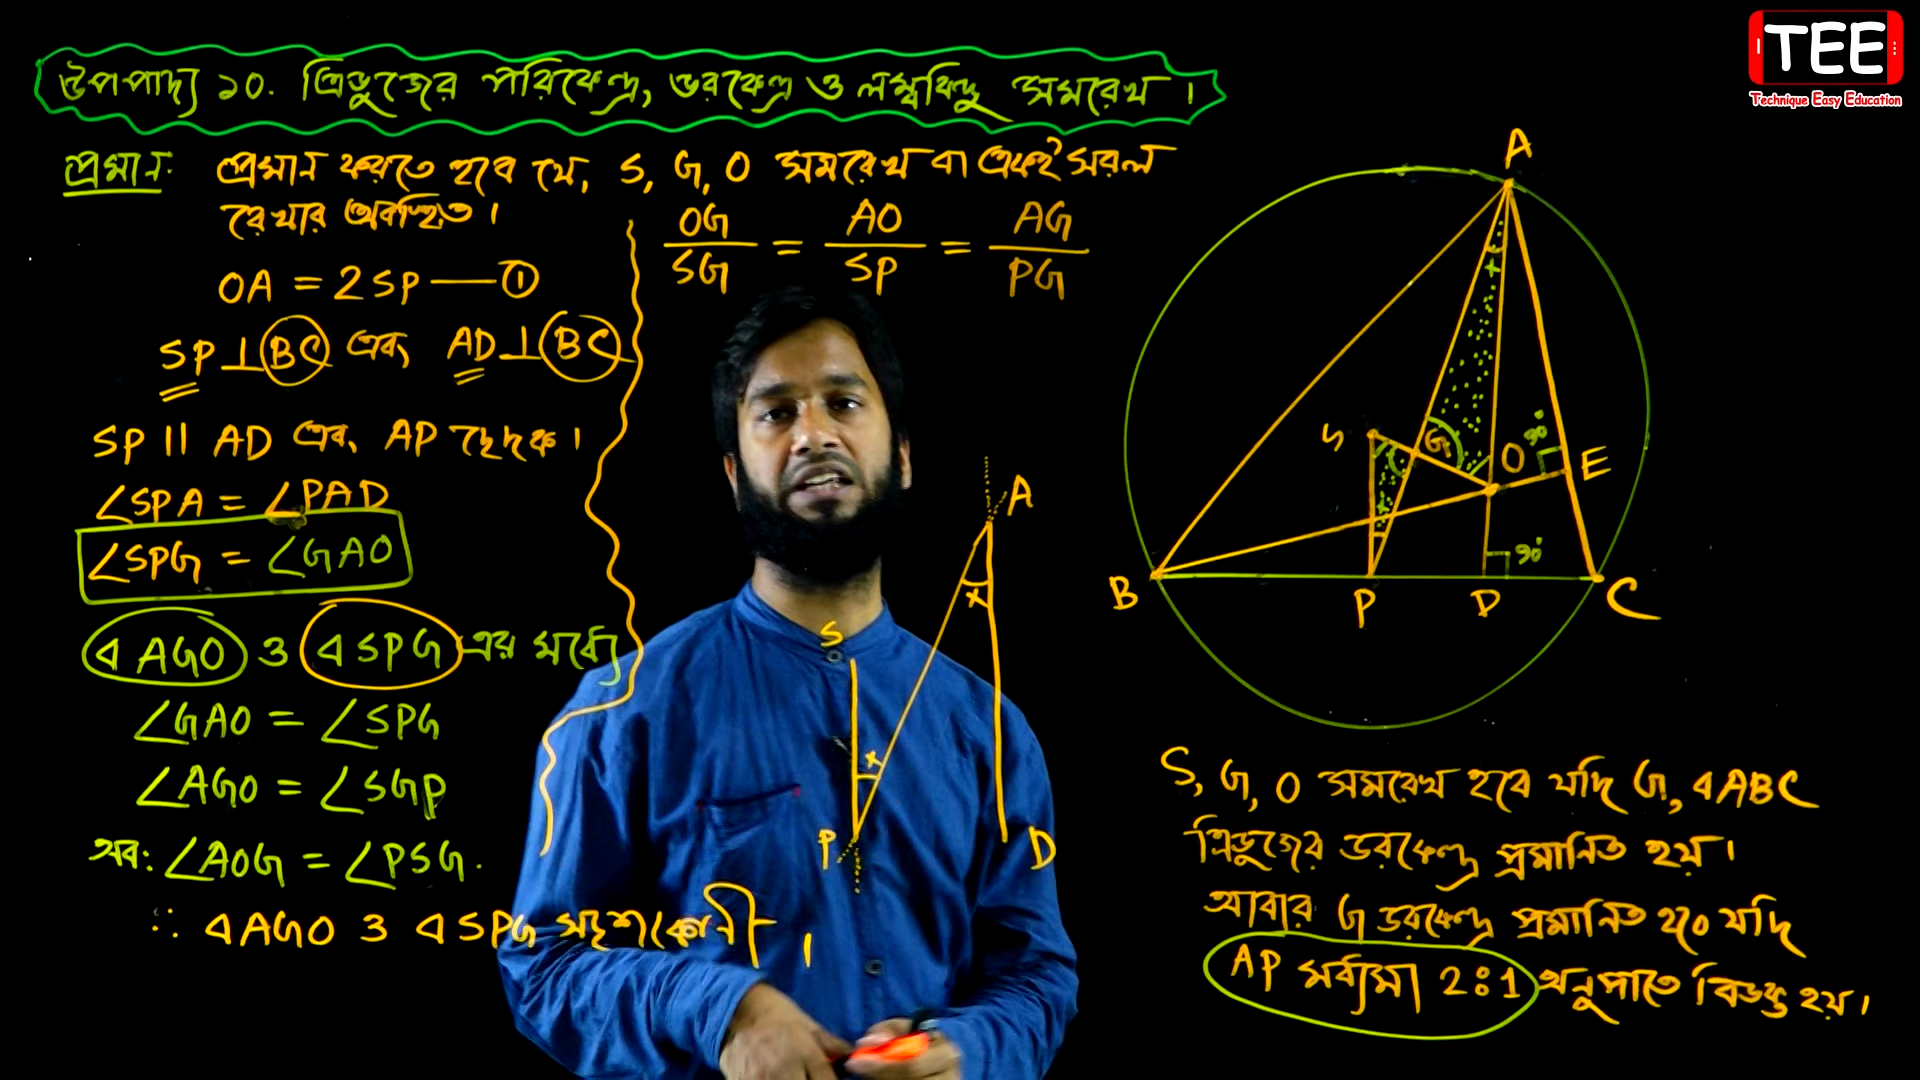 উপপাদ্য ১০. ত্রিভুজের পরিকেন্দ্র, ভরকেন্দ্র ও লম্ববিন্দু সমরেখ।
TEE
Technique Easy Education
প্রমান: প্রমান করতে হবে যে, S, G, O সমরেখ বা একই সরল
রেখায় অবস্থিত।
OA = 2SP — ①
SP⊥BC এবং AD⊥BC
SP || AD এবং AP ছেদক।
∠SPA = ∠PAD
∠SPG = ∠GAO
△AGO ও △SPG এর মধ্যে
∠GAO = ∠SPG
∠AGO = ∠SGP
অব: ∠AOG = ∠PSG.
∴ △AGO ও △SPG সদৃশকোনী।
OG/SG = AO/SP = AG/PG
A
x
S
x
P
D
A
x
S
G
O
90°
E
x
90°
B
P
D
C
S, G, O সমরেখ হবে যদি G, △ABC
ত্রিভুজের ভরকেন্দ্র প্রমানিত হয়।
আবার G ভরকেন্দ্র প্রমানিত হবে যদি
AP মধ্যমা 2:1 অনুপাতে বিভক্ত হয়।